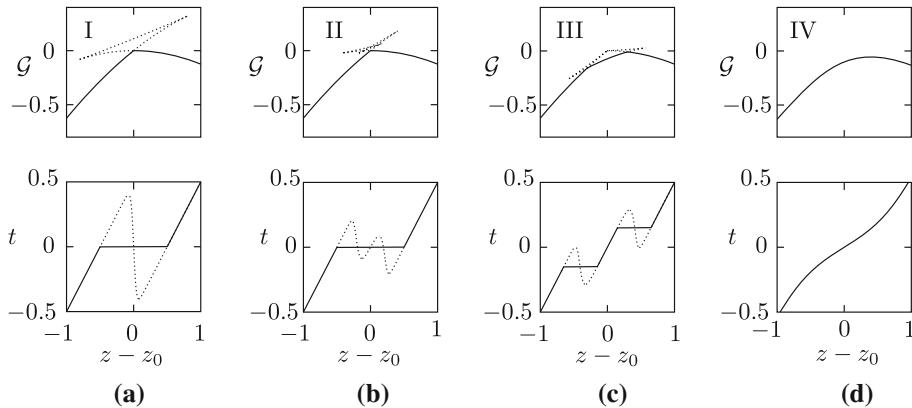 I II III IV
0 0 0 0
𝒢 𝒢 𝒢 𝒢
−0.5 −0.5 −0.5 −0.5
0.5 0.5 0.5 0.5
t 0 t 0 t 0 t 0
−0.5 −0.5 −0.5 −0.5
−1 0 1 −1 0 1 −1 0 1 −1 0 1
z − z₀ z − z₀ z − z₀ z − z₀
(a) (b) (c) (d)